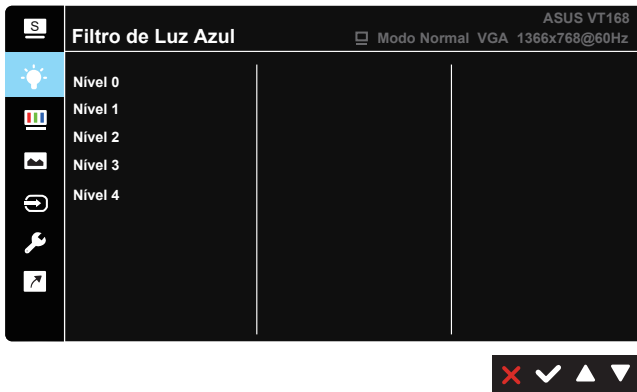 S
ASUS VT168
Filtro de Luz Azul
Modo Normal VGA 1366x768@60Hz
Nível 0
Nível 1
Nível 2
Nível 3
Nível 4